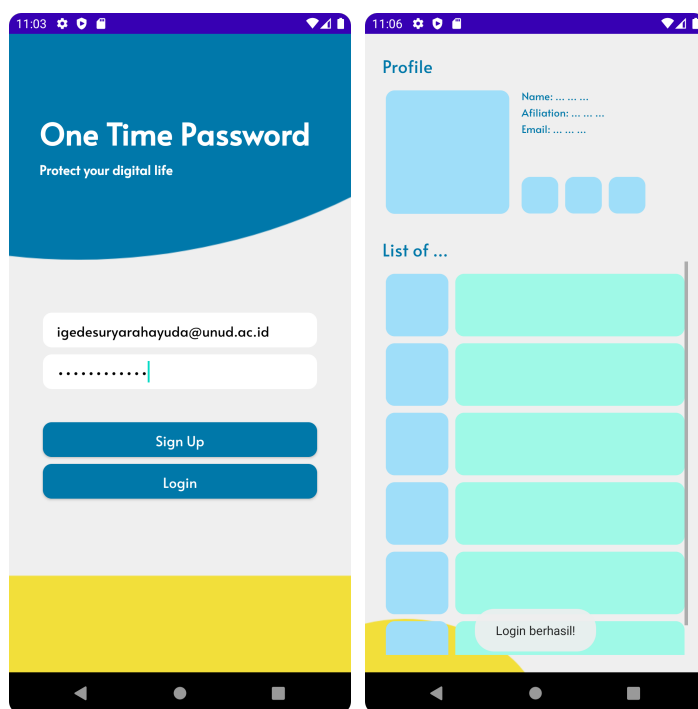 11:03
One Time Password
Protect your digital life
igedesuryarahayuda@unud.ac.id
••••••••••••
Sign Up
Login
11:06
Profile
Name: ... ... ...
Afiliation: ... ... ...
Email: ... ... ...
List of ...
Login berhasil!